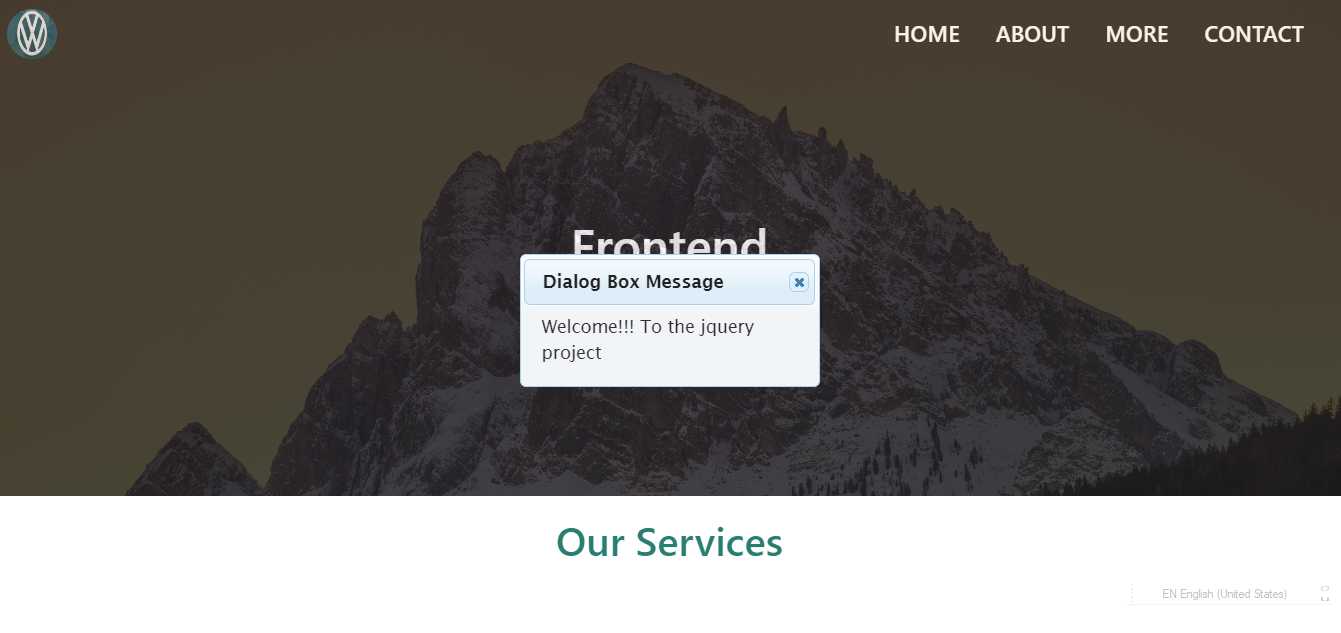 HOME ABOUT MORE CONTACT
Frontend
Dialog Box Message
Welcome!!! To the jquery
project
Our Services
EN English (United States)